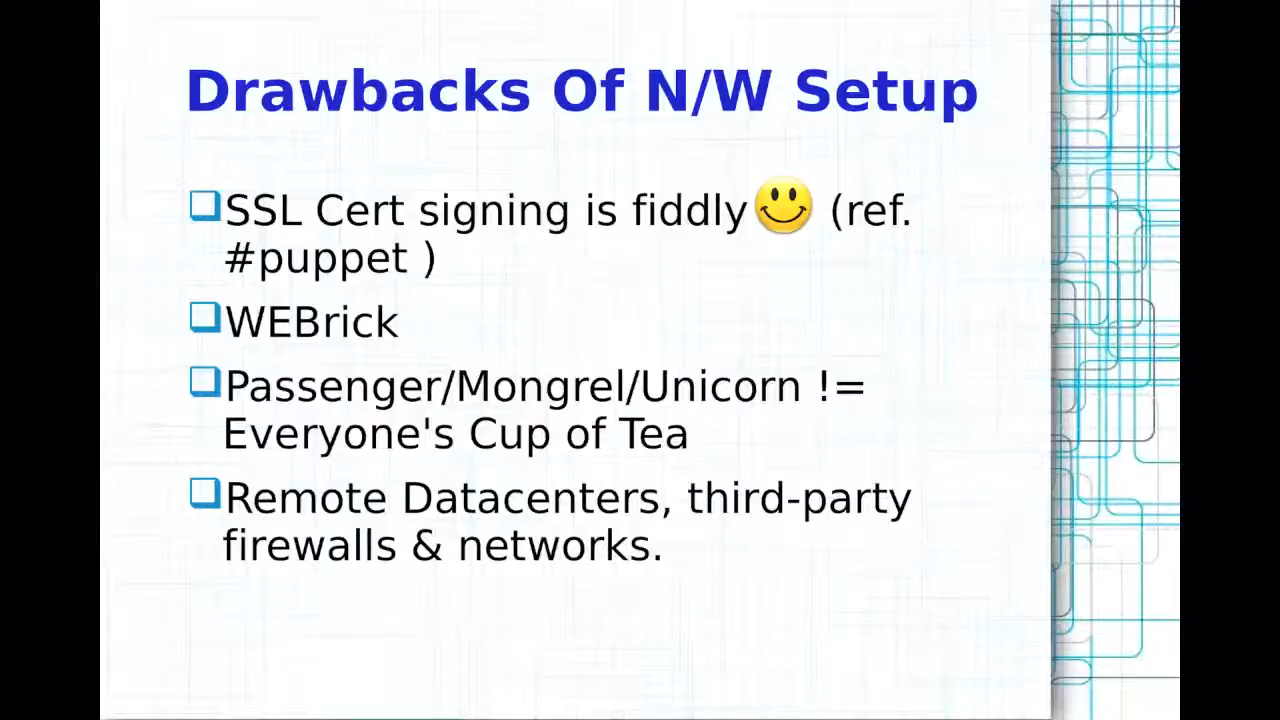 Drawbacks Of N/W Setup
SSL Cert signing is fiddly (ref.
#puppet )
WEBrick
Passenger/Mongrel/Unicorn !=
Everyone's Cup of Tea
Remote Datacenters, third-party
firewalls & networks.